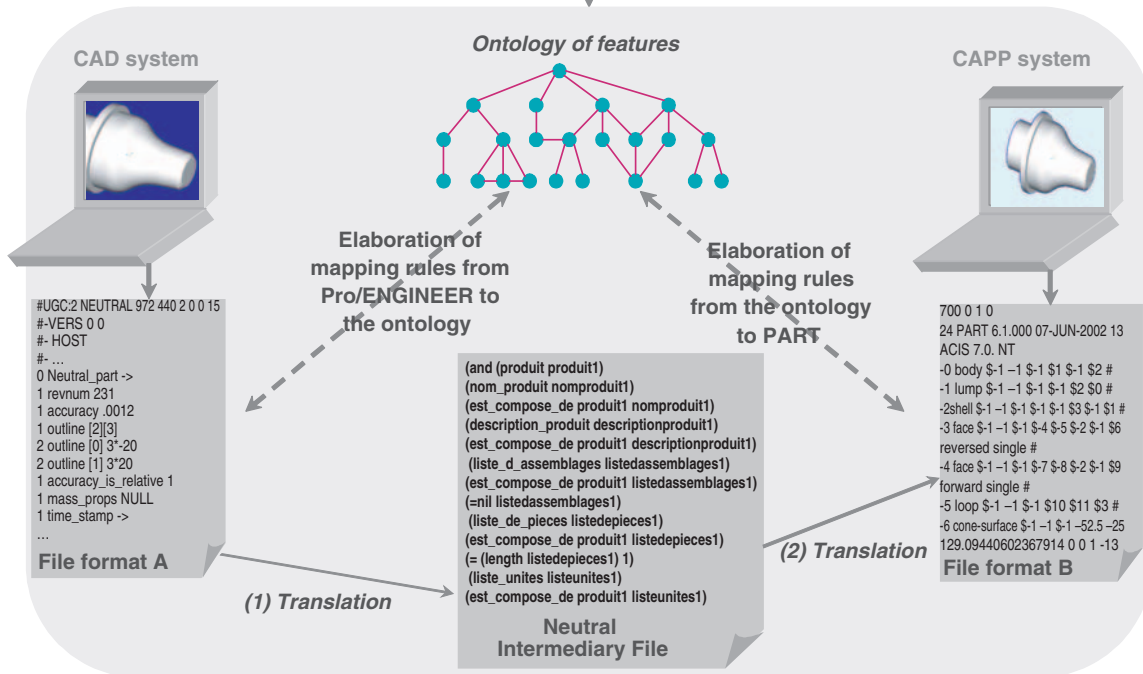 Ontology of features
CAD system
CAPP system
Elaboration of
mapping rules from
Pro/ENGINEER to
the ontology
Elaboration of
mapping rules
from the ontology
to PART
#UGC:2 NEUTRAL 972 440 2 0 0 15
#-VERS 0 0
#- HOST
#- ...
0 Neutral_part ->
1 revnum 231
1 accuracy .0012
1 outline [2][3]
2 outline [0] 3*-20
2 outline [1] 3*20
1 accuracy_is_relative 1
1 mass_props NULL
1 time_stamp ->
...
File format A
(1) Translation
(and (produit produit1)
(nom_produit nomproduit1)
(est_compose_de produit1 nomproduit1)
(description_produit descriptionproduit1)
(est_compose_de produit1 descriptionproduit1)
(liste_d_assemblages listedassemblages1)
(est_compose_de produit1 listedassemblages1)
(=nil listedassemblages1)
(liste_de_pieces listedepieces1)
(est_compose_de produit1 listedepieces1)
(= (length listedepieces1) 1)
(liste_unites listeunites1)
(est_compose_de produit1 listeunites1)
Neutral
Intermediary File
(2) Translation
700 0 1 0
24 PART 6.1.000 07-JUN-2002 13
ACIS 7.0. NT
-0 body $-1 –1 $-1 $1 $-1 $2 #
-1 lump $-1 –1 $-1 $-1 $2 $0 #
-2shell $-1 –1 $-1 $-1 $-1 $3 $-1 $1 #
-3 face $-1 –1 $-1 $-4 $-5 $-2 $-1 $6
reversed single #
-4 face $-1 –1 $-1 $-7 $-8 $-2 $-1 $9
forward single #
-5 loop $-1 –1 $-1 $10 $11 $3 #
-6 cone-surface $-1 –1 $-1 –52.5 –25
129.09440602367914 0 0 1 -13
File format B